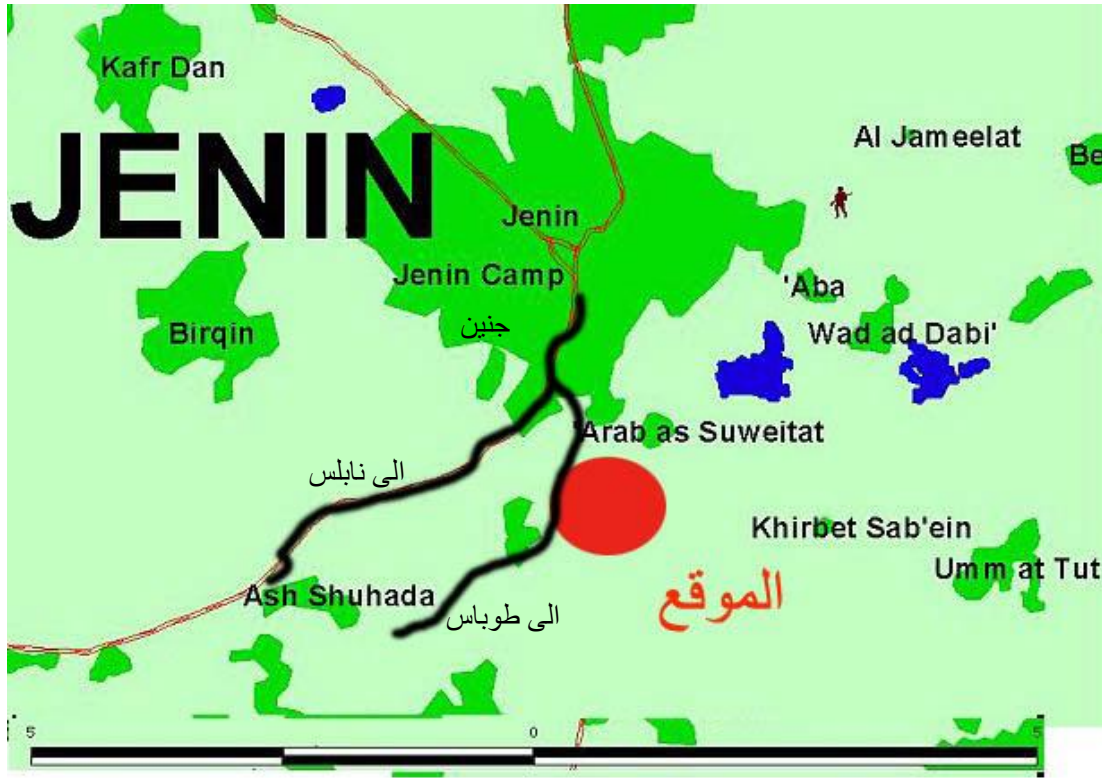 Kafr Dan
JENIN
Al Jameelat
Be
Jenin
Jenin Camp
'Aba
جنين
Birqin
Wad ad Dabi'
'Arab as Suweitat
الى نابلس
Khirbet Sab'ein
Umm at Tut
الموقع
Ash Shuhada
الى طوباس
5 0 5